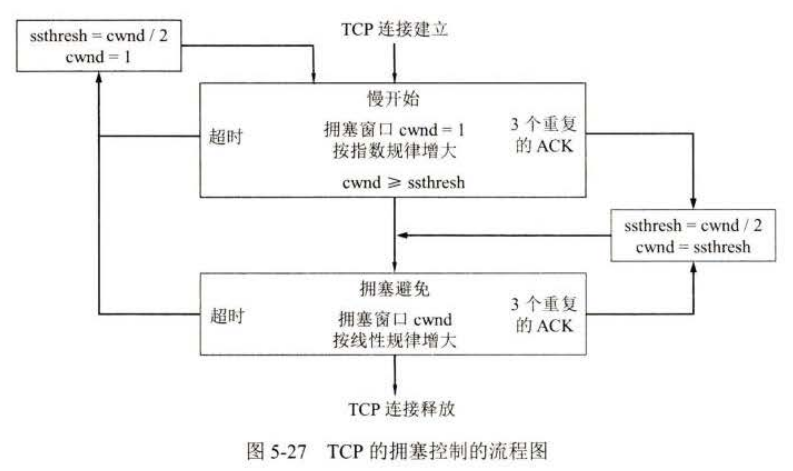 TCP 连接建立
ssthresh = cwnd / 2
cwnd = 1
慢开始
超时
拥塞窗口 cwnd = 1
按指数规律增大
3 个重复
的 ACK
cwnd ≥ ssthresh
ssthresh = cwnd / 2
cwnd = ssthresh
拥塞避免
超时
拥塞窗口 cwnd
按线性规律增大
3 个重复
的 ACK
TCP 连接释放
图 5-27 TCP 的拥塞控制的流程图